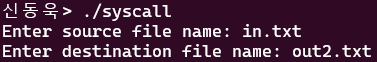 신동욱> ./syscall
Enter source file name: in.txt
Enter destination file name: out2.txt